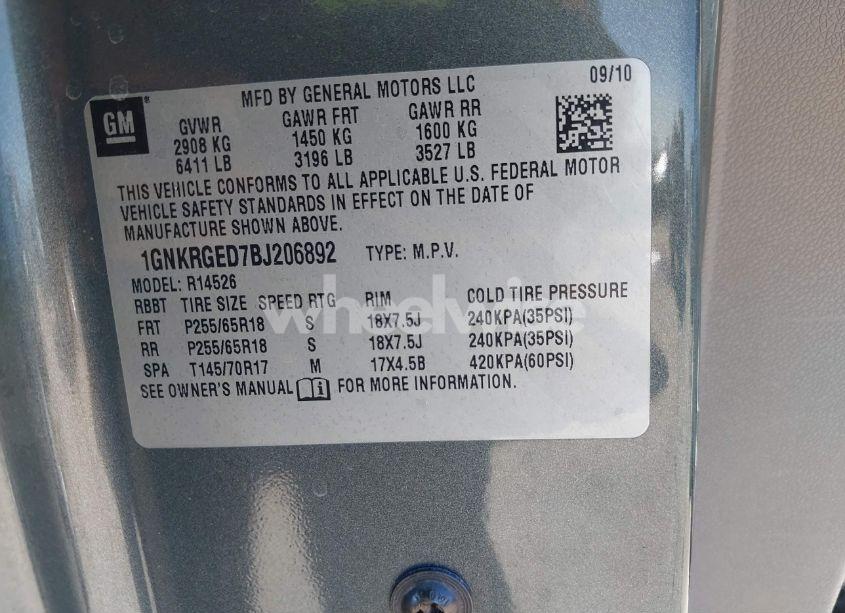 MFD BY GENERAL MOTORS LLC 09/10
GM
GVWR GAWR FRT GAWR RR
2908 KG 1450 KG 1600 KG
6411 LB 3196 LB 3527 LB
THIS VEHICLE CONFORMS TO ALL APPLICABLE U.S. FEDERAL MOTOR
VEHICLE SAFETY STANDARDS IN EFFECT ON THE DATE OF
MANUFACTURE SHOWN ABOVE.
1GNKRGED7BJ206892 TYPE: M.P.V.
MODEL: R14526
RBBT TIRE SIZE SPEED RTG RIM COLD TIRE PRESSURE
FRT P255/65R18 S 18X7.5J 240KPA(35PSI)
RR P255/65R18 S 18X7.5J 240KPA(35PSI)
SPA T145/70R17 M 17X4.5B 420KPA(60PSI)
SEE OWNER'S MANUAL FOR MORE INFORMATION.